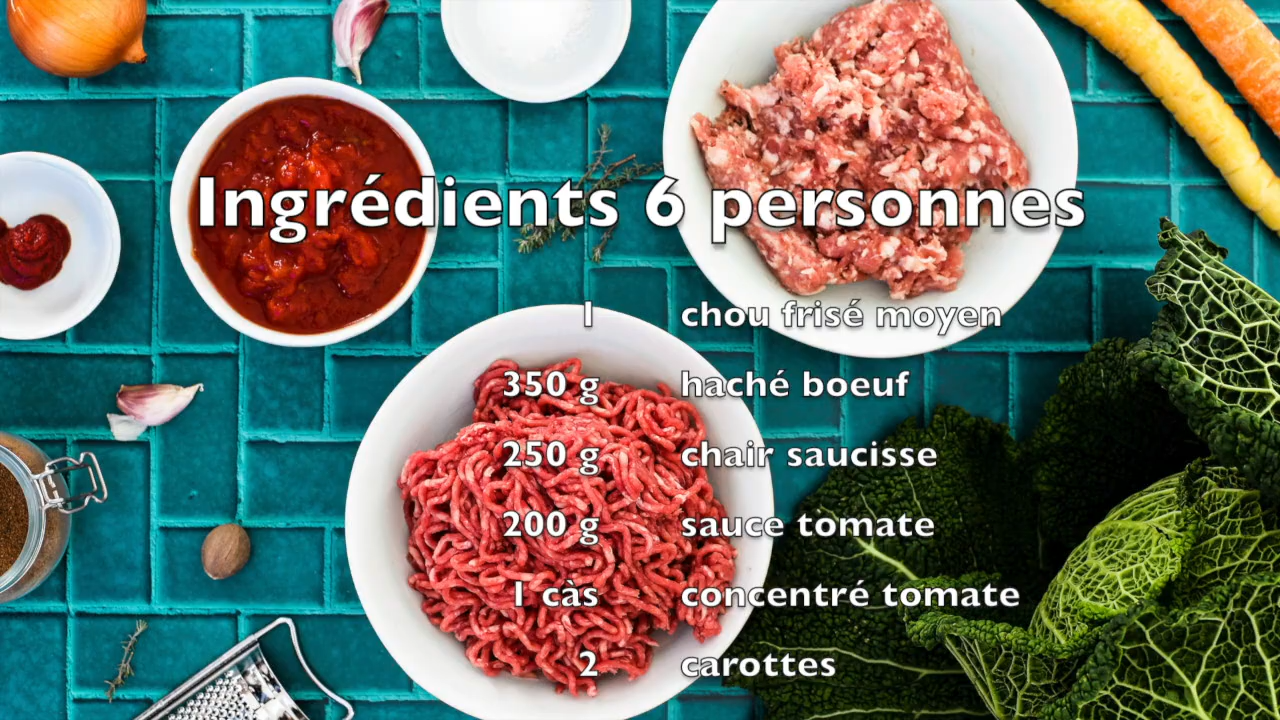 Ingrédients 6 personnes
1 chou frisé moyen
350 g haché boeuf
250 g chair saucisse
200 g sauce tomate
1 càs concentré tomate
2 carottes